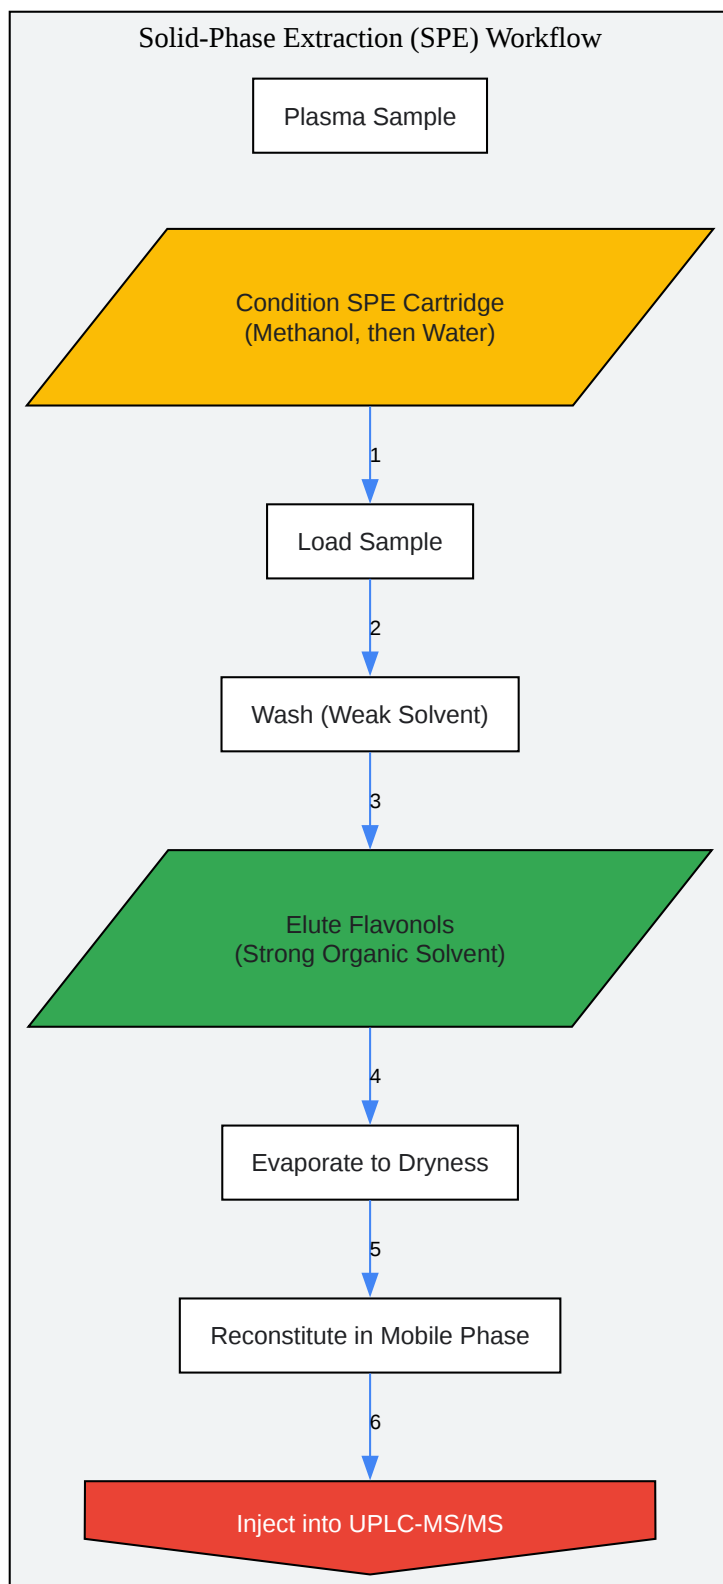 Solid-Phase Extraction (SPE) Workflow
Plasma Sample
Condition SPE Cartridge
(Methanol, then Water)
1
Load Sample
2
Wash (Weak Solvent)
3
Elute Flavonols
(Strong Organic Solvent)
4
Evaporate to Dryness
5
Reconstitute in Mobile Phase
6
Inject into UPLC-MS/MS